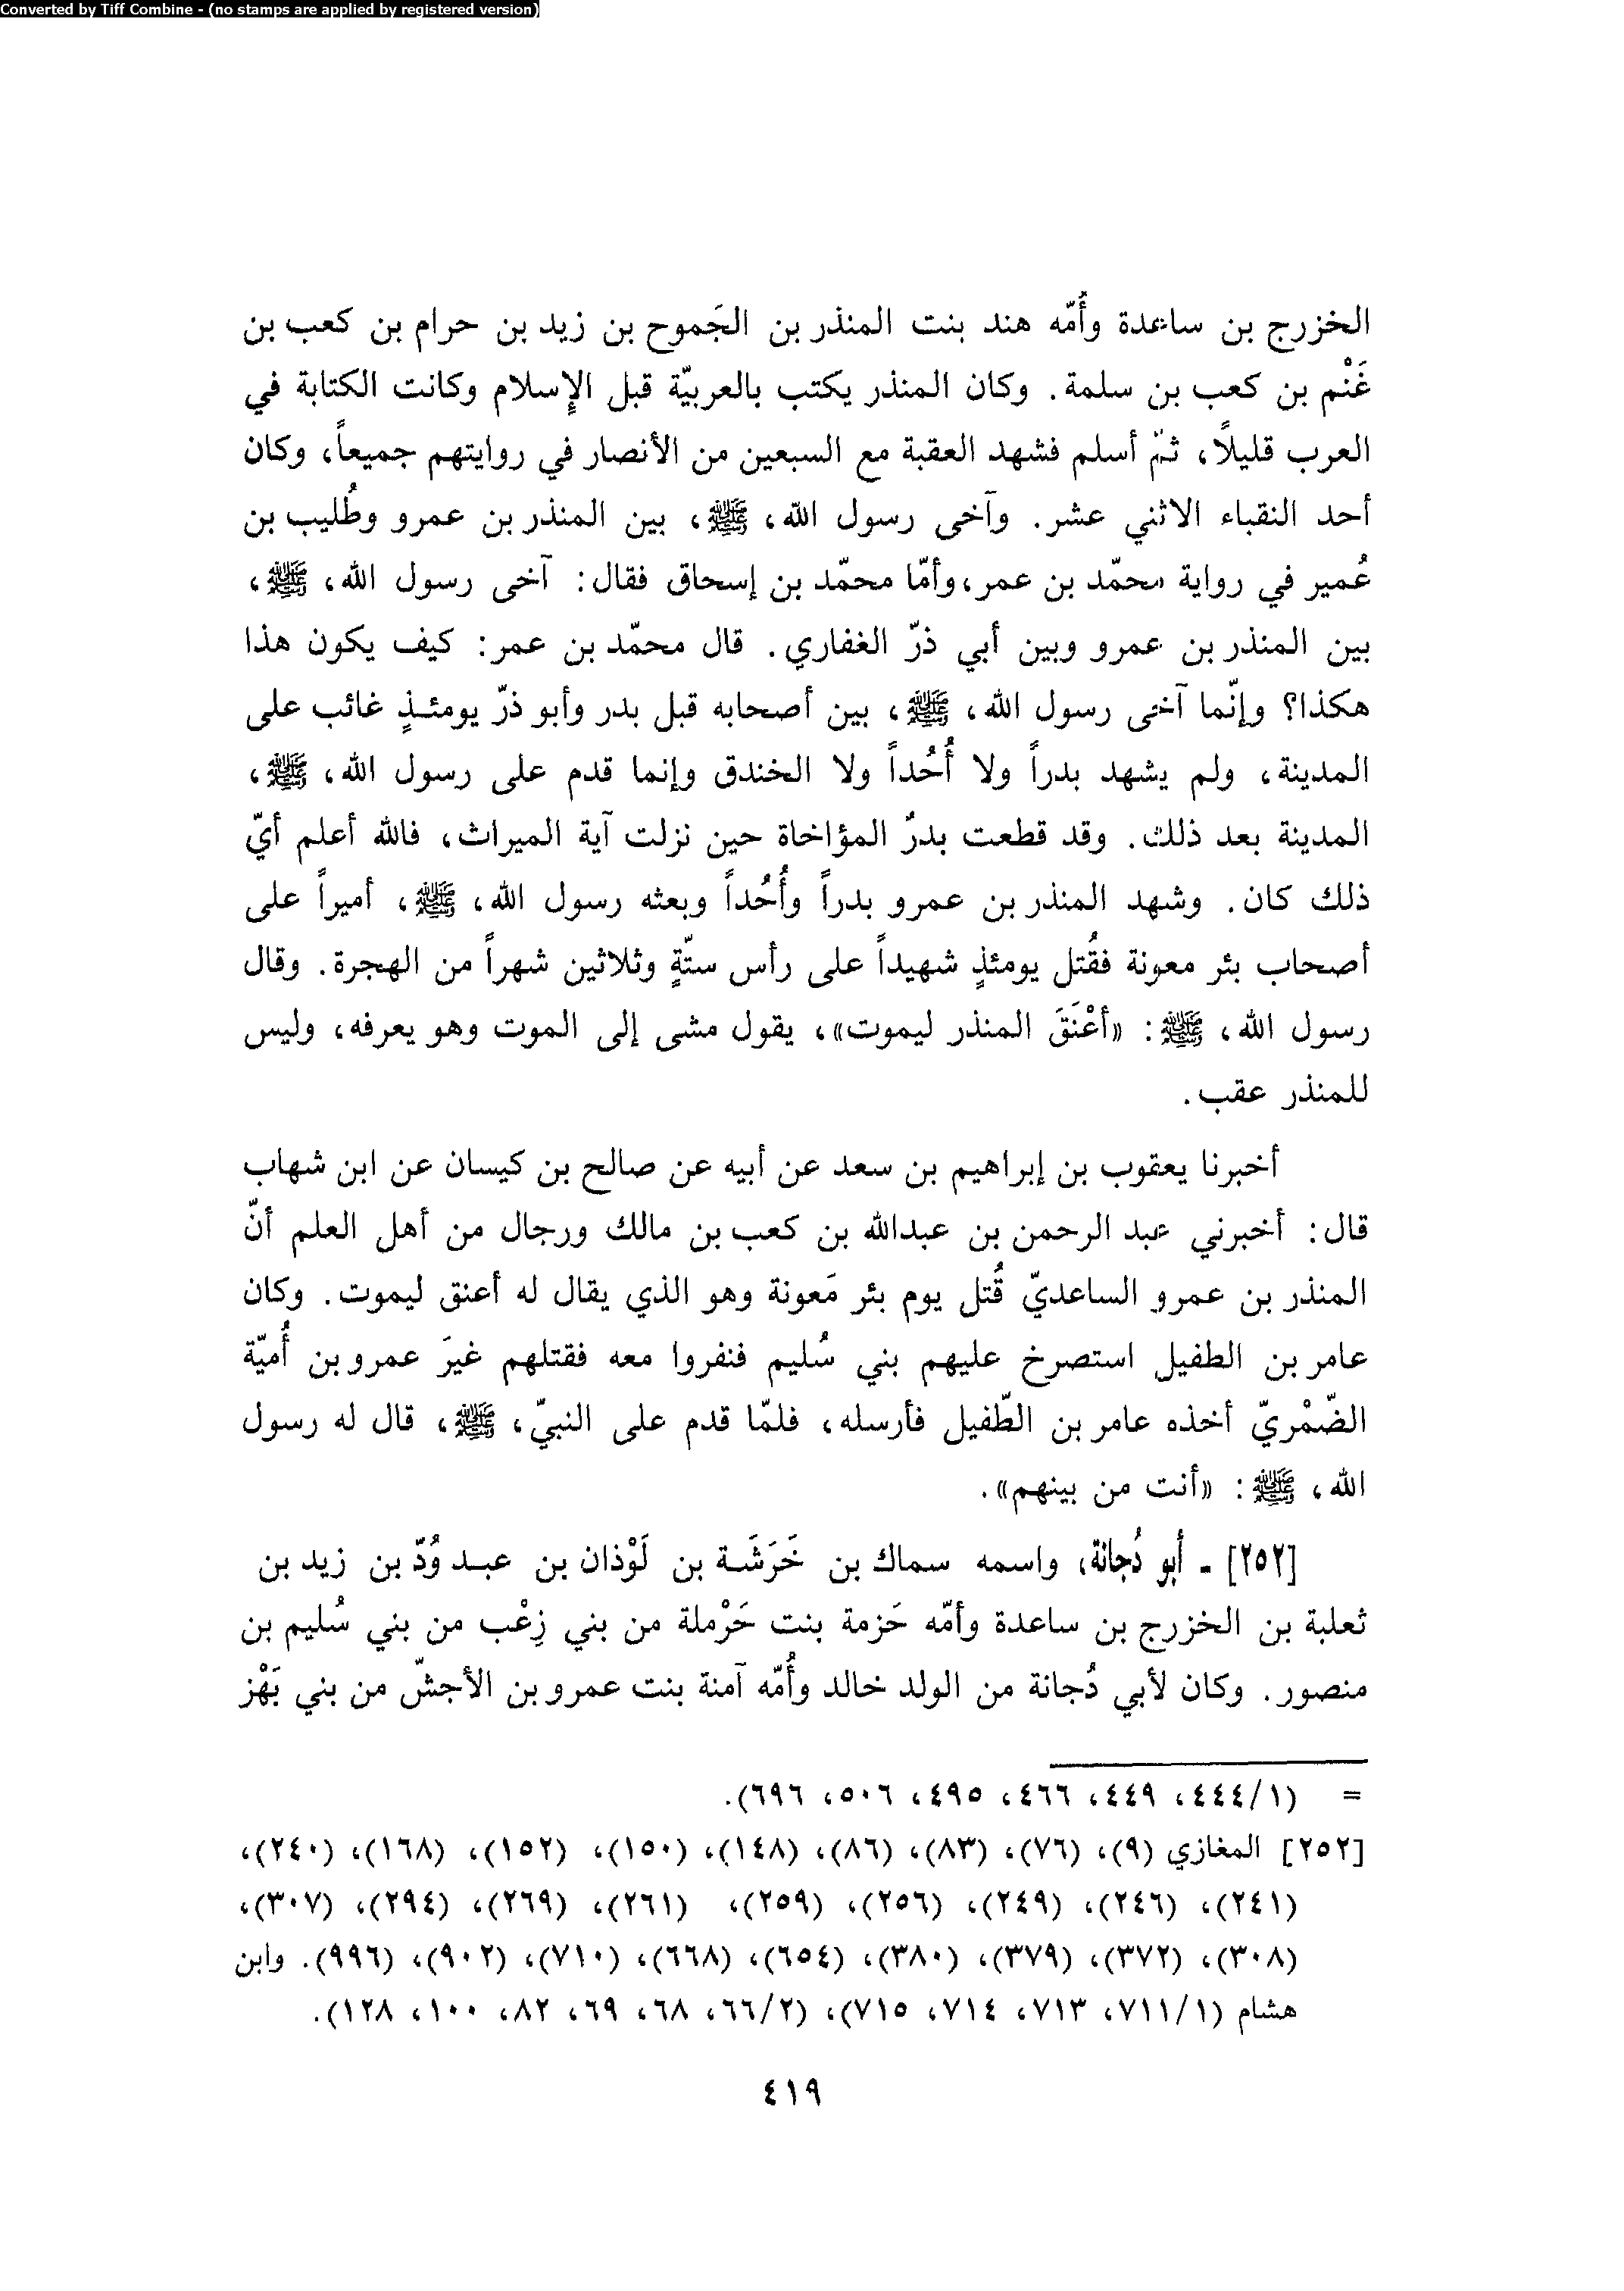 Converted by Tiff Combine - (no stamps are applied by registered version)
الخزرج بن ساعدة وأُمّه هند بنت المنذر بن الجَموح بن زيد بن حرام بن كعب بن
غَنْم بن كعب بن سلمة. وكان المنذر يكتب بالعربيّة قبل الإسلام وكانت الكتابة في
العرب قليلاً، ثمّ أسلم فشهد العقبة مع السبعين من الأنصار في روايتهم جميعاً، وكان
أحد النقباء الاثني عشر. وآخى رسول الله، ﷺ، بين المنذر بن عمرو وطُليب بن
عُمير في رواية محمّد بن عمر، وأمّا محمّد بن إسحاق فقال: آخى رسول الله، ﷺ،
بين المنذر بن عمرو وبين أبي ذرّ الغفاري. قال محمّد بن عمر: كيف يكون هذا
هكذا؟ وإنّما آخى رسول الله، ﷺ، بين أصحابه قبل بدر وأبو ذرّ يومئـذٍ غائب على
المدينة، ولم يشهد بدراً ولا أُحُداً ولا الخندق وإنما قدم على رسول الله، ﷺ،
المدينة بعد ذلك. وقد قطعت بدرٌ المؤاخاة حين نزلت آية الميراث، فالله أعلم أيّ
ذلك كان. وشهد المنذر بن عمرو بدراً وأُحُداً وبعثه رسول الله، ﷺ، أميراً على
أصحاب بئر معونة فقُتل يومئذٍ شهيداً على رأس ستّةٍ وثلاثين شهراً من الهجرة. وقال
رسول الله، ﷺ: «أعْنَقَ المنذر ليموت»، يقول مشى إلى الموت وهو يعرفه، وليس
للمنذر عقب.
أخبرنا يعقوب بن إبراهيم بن سعد عن أبيه عن صالح بن كيسان عن ابن شهاب
قال: أخبرني عبد الرحمن بن عبدالله بن كعب بن مالك ورجال من أهل العلم أنّ
المنذر بن عمرو الساعديّ قُتل يوم بئر مَعونة وهو الذي يقال له أعنق ليموت. وكان
عامر بن الطفيل استصرخ عليهم بني سُليم فنفروا معه فقتلهم غيرَ عمرو بن أُميّة
الضّمْريّ أخذه عامر بن الطّفيل فأرسله، فلمّا قدم على النبيّ، ﷺ، قال له رسول
الله، ﷺ: «أنت من بينهم».
[٢٥٢] ـ أبو دُجانة، واسمه سماك بن خَرَشَـة بن لَوْذان بن عبـد وُدّ بن زيد بن
ثعلبة بن الخزرج بن ساعدة وأمّه حَزمة بنت حَرْملة من بني زِعْب من بني سُليم بن
منصور. وكان لأبي دُجانة من الولد خالد وأُمّه آمنة بنت عمرو بن الأجشّ من بني بَهْز
= (١/٤٤٤، ٤٤٩، ٤٦٦، ٤٩٥، ٥٠٦، ٦٩٦).
[٢٥٢] المغازي (٩)، (٧٦)، (٨٣)، (٨٦)، (١٤٨)، (١٥٠)، (١٥٢)، (١٦٨)، (٢٤٠)،
(٢٤١)، (٢٤٦)، (٢٤٩)، (٢٥٦)، (٢٥٩)، (٢٦١)، (٢٦٩)، (٢٩٤)، (٣٠٧)،
(٣٠٨)، (٣٧٢)، (٣٧٩)، (٣٨٠)، (٦٥٤)، (٦٦٨)، (٧١٠)، (٩٠٢)، (٩٩٦). وابن
هشام (١/٧١١، ٧١٣، ٧١٤، ٧١٥)، (٢/٦٦، ٦٨، ٦٩، ٨٢، ١٠٠، ١٢٨).
٤١٩